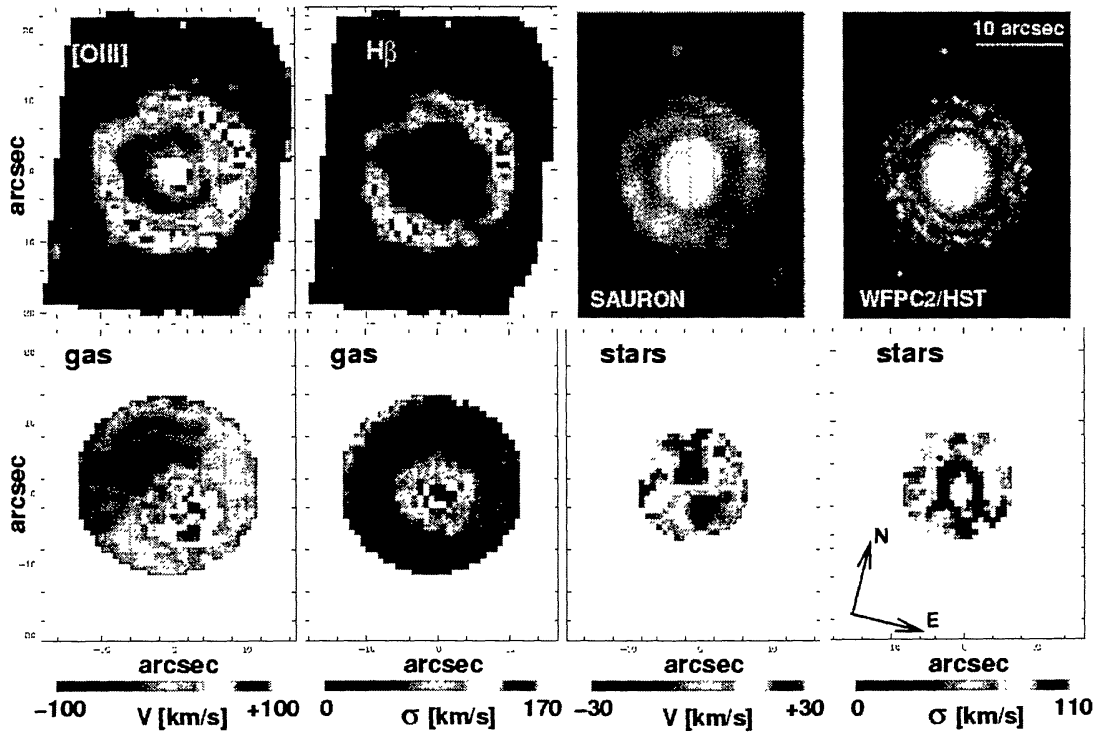 [OIII]
Hβ
10 arcsec
SAURON
WFPC2/HST
arcsec
gas
gas
stars
stars
arcsec
N
E
arcsec
arcsec
arcsec
arcsec
−100 V [km/s] +100
0 σ [km/s] 170
−30 V [km/s] +30
0 σ [km/s] 110